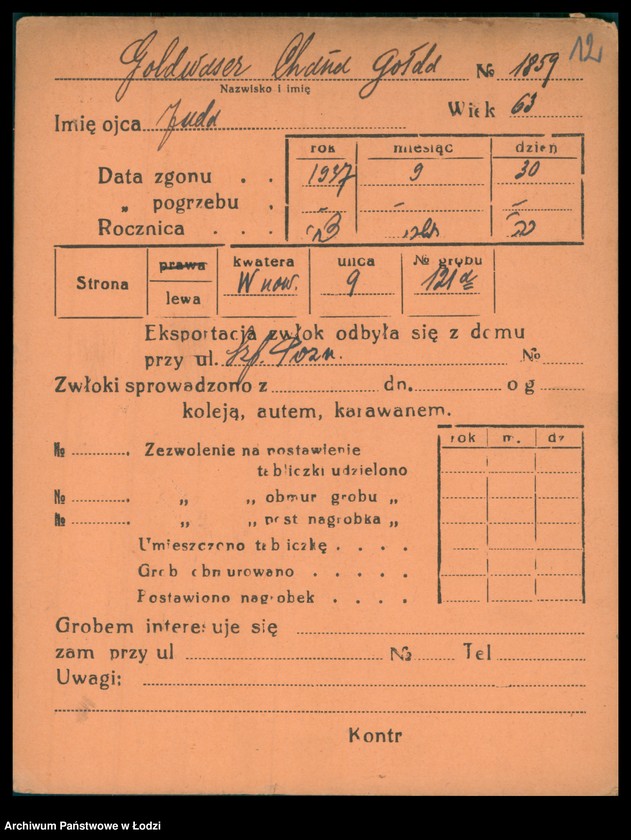 12
Goldwaser Chana Gołda № 1859
Nazwisko i imię
Imię ojca Juda Wiek 63
rok miesiąc dzień
Data zgonu . . 1937 9 30
„ pogrzebu . – – –
Rocznica . . .
Strona prawa lewa kwatera W now. ulica 9 № grobu 121
Eksportacja zwłok odbyła się z domu
przy ul. Szp. Pozn. №
Zwłoki sprowadzono z dn. o g
koleją, autem, karawanem.
rok m. dz
№ Zezwolenie na postawienie
tabliczki udzielono
№ „ „ obmur grobu „
№ „ „ post nagrobka „
Umieszczono tabliczkę . . . .
Grób obmurowano . . . . .
Postawiono nagrobek . . . .
Grobem interesuje się
zam przy ul № Tel
Uwagi:
Kontr
Archiwum Państwowe w Łodzi